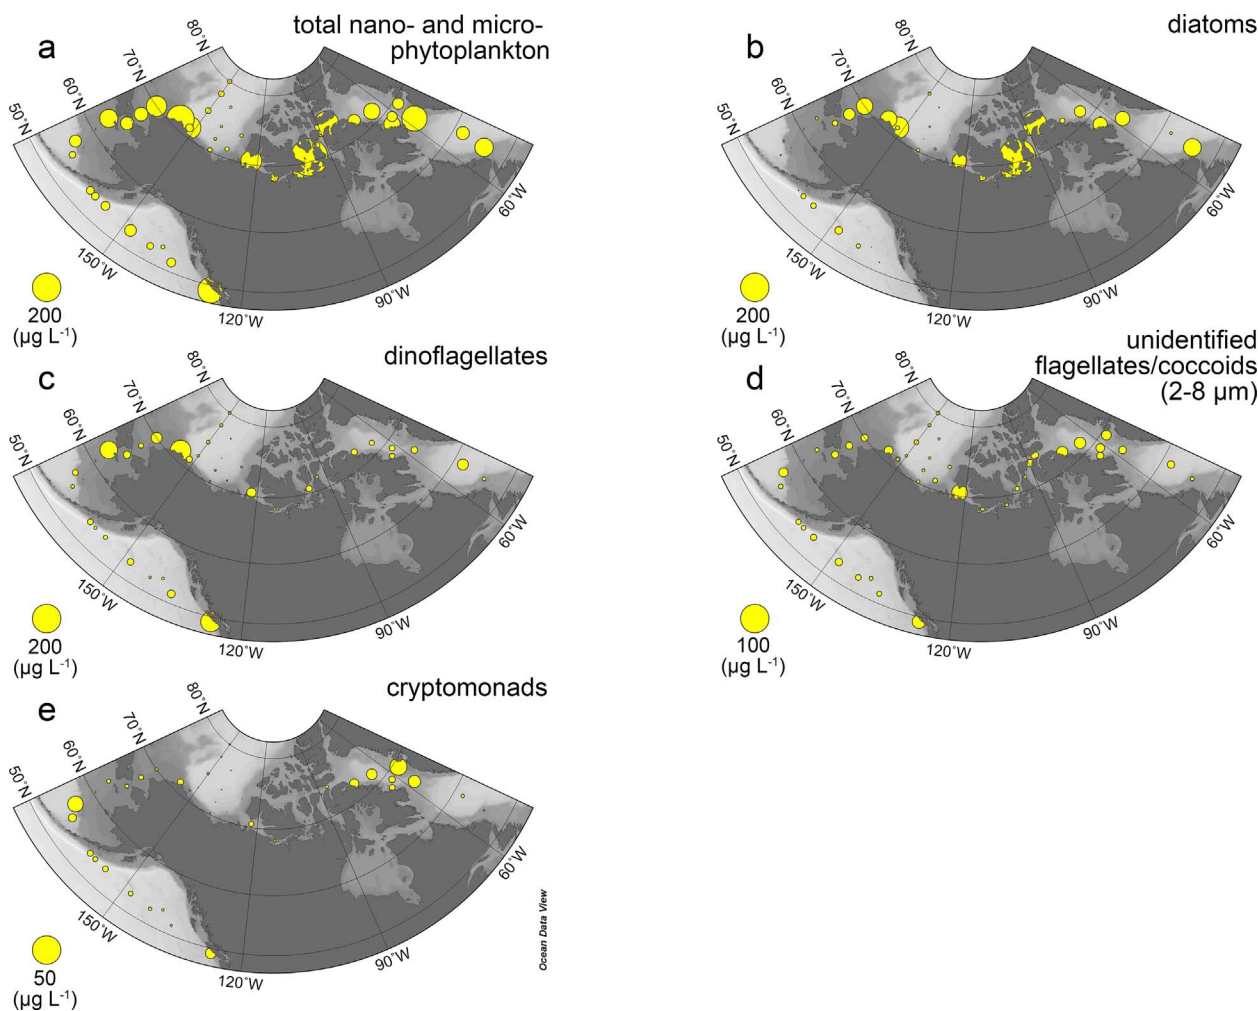 a
total nano- and micro-
phytoplankton
80°N
70°N
60°N
50°N
150°W
120°W
90°W
60°W
200
(µg L-1)
b
diatoms
80°N
70°N
60°N
50°N
150°W
120°W
90°W
60°W
200
(µg L-1)
c
dinoflagellates
80°N
70°N
60°N
50°N
150°W
120°W
90°W
60°W
200
(µg L-1)
d
unidentified
flagellates/coccoids
(2-8 µm)
80°N
70°N
60°N
50°N
150°W
120°W
90°W
60°W
100
(µg L-1)
e
cryptomonads
80°N
70°N
60°N
50°N
150°W
120°W
90°W
60°W
50
(µg L-1)
Ocean Data View